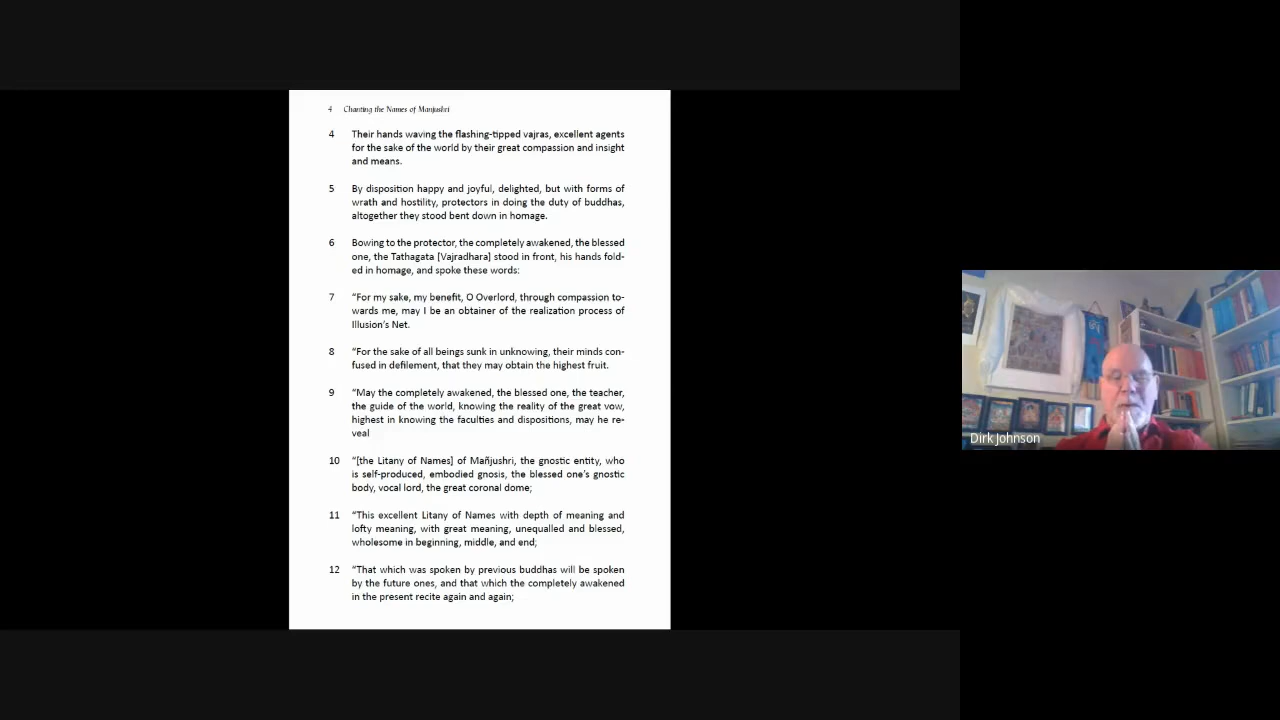 4 Chanting the Names of Manjushri
4 Their hands waving the flashing-tipped vajras, excellent agents
for the sake of the world by their great compassion and insight
and means.
5 By disposition happy and joyful, delighted, but with forms of
wrath and hostility, protectors in doing the duty of buddhas,
altogether they stood bent down in homage.
6 Bowing to the protector, the completely awakened, the blessed
one, the Tathagata [Vajradhara] stood in front, his hands fold-
ed in homage, and spoke these words:
7 “For my sake, my benefit, O Overlord, through compassion to-
wards me, may I be an obtainer of the realization process of
Illusion’s Net.
8 “For the sake of all beings sunk in unknowing, their minds con-
fused in defilement, that they may obtain the highest fruit.
9 “May the completely awakened, the blessed one, the teacher,
the guide of the world, knowing the reality of the great vow,
highest in knowing the faculties and dispositions, may he re-
veal
10 “[the Litany of Names] of Mañjushri, the gnostic entity, who
is self-produced, embodied gnosis, the blessed one’s gnostic
body, vocal lord, the great coronal dome;
11 “This excellent Litany of Names with depth of meaning and
lofty meaning, with great meaning, unequalled and blessed,
wholesome in beginning, middle, and end;
12 “That which was spoken by previous buddhas will be spoken
by the future ones, and that which the completely awakened
in the present recite again and again;
Dirk Johnson